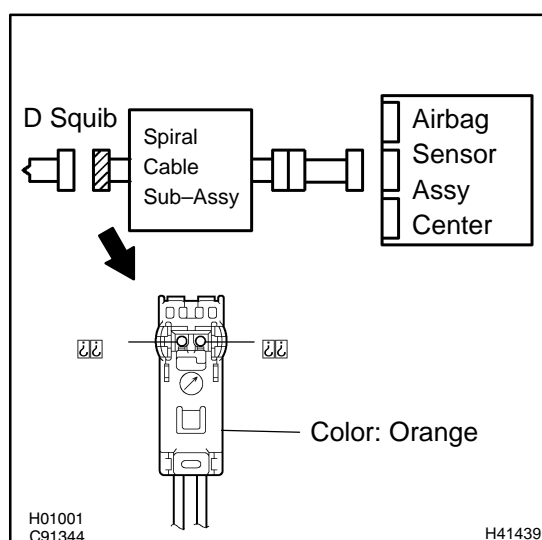 D Squib
Spiral
Cable
Sub–Assy
Airbag
Sensor
Assy
Center
Color: Orange
H01001
C91344
H41439